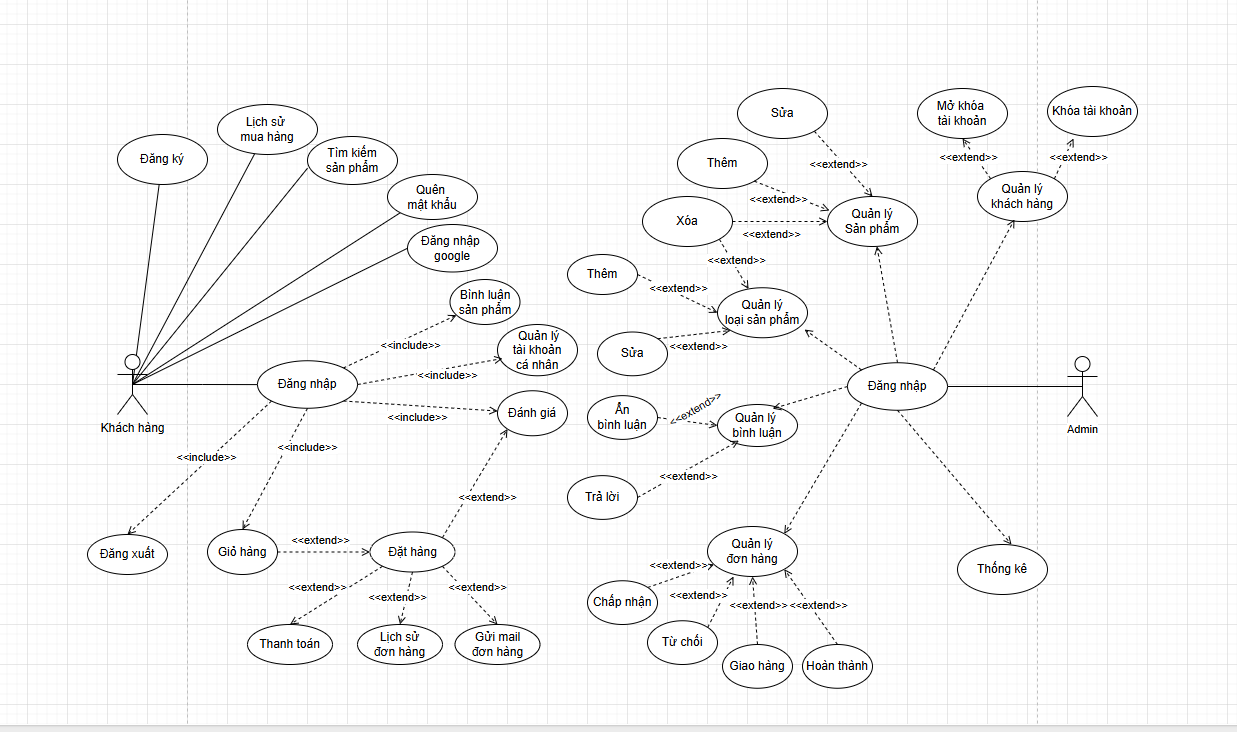 Sửa
Mở khóa
tài khoản
Khóa tài khoản
Lịch sử
mua hàng
Đăng ký
Tìm kiếm
sản phẩm
Thêm
<<extend>>
<<extend>>
<<extend>>
Quên
mật khẩu
<<extend>>
Quản lý
khách hàng
Xóa
Quản lý
Sản phẩm
<<extend>>
Đăng nhập
google
<<extend>>
Thêm
<<extend>>
Bình luận
sản phẩm
Quản lý
loại sản phẩm
<<include>>
Quản lý
tài khoản
cá nhân
Sửa
<<extend>>
<<include>>
Đăng nhập
Đăng nhập
Khách hàng
<<include>>
Đánh giá
Ẩn
bình luận
<<extend>>
Quản lý
bình luận
Admin
<<include>>
<<include>>
<<extend>>
<<extend>>
Trả lời
Đăng xuất
Giỏ hàng
<<extend>>
Đặt hàng
Quản lý
đơn hàng
Thống kê
<<extend>>
<<extend>>
<<extend>>
<<extend>>
Chấp nhận
<<extend>>
<<extend>>
<<extend>>
Thanh toán
Lịch sử
đơn hàng
Gửi mail
đơn hàng
Từ chối
Giao hàng
Hoàn thành